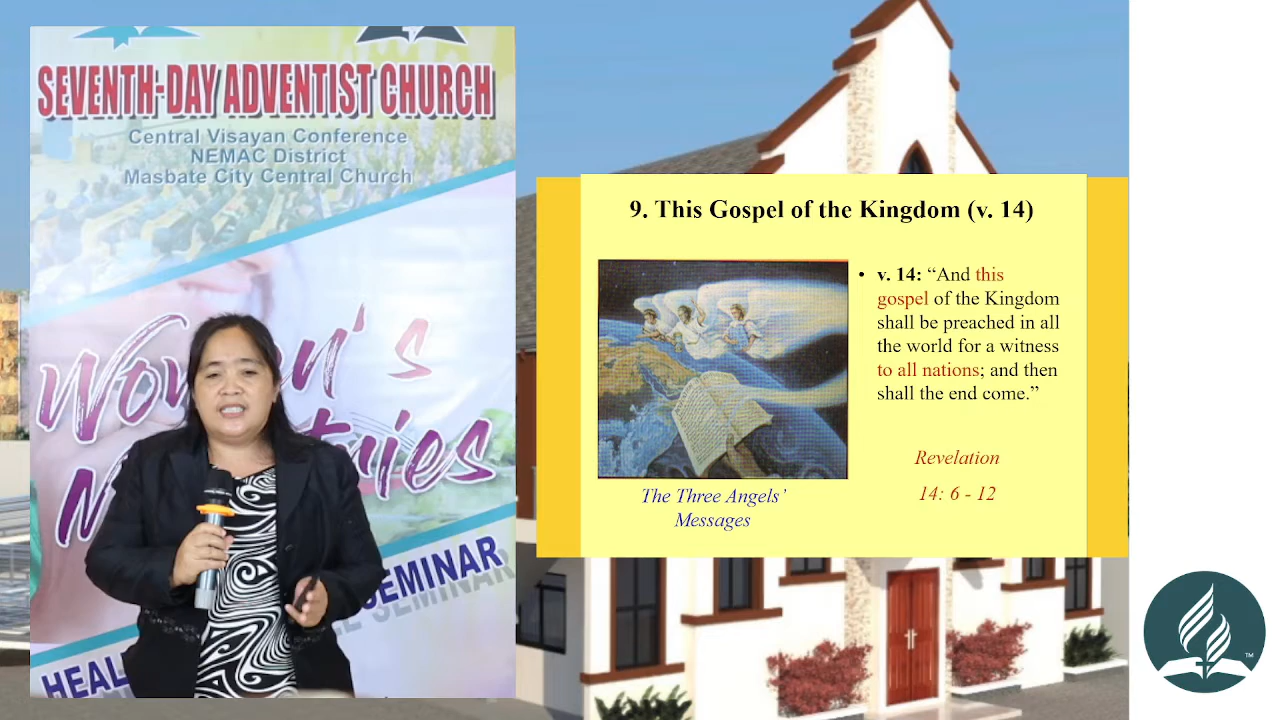 SEVENTH-DAY ADVENTIST CHURCH
Central Visayan Conference
NEMAC District
Masbate City Central Church
SEMINAR
9. This Gospel of the Kingdom (v. 14)
• v. 14: “And this
gospel of the Kingdom
shall be preached in all
the world for a witness
to all nations; and then
shall the end come.”
Revelation
14: 6 - 12
The Three Angels’
Messages
TM